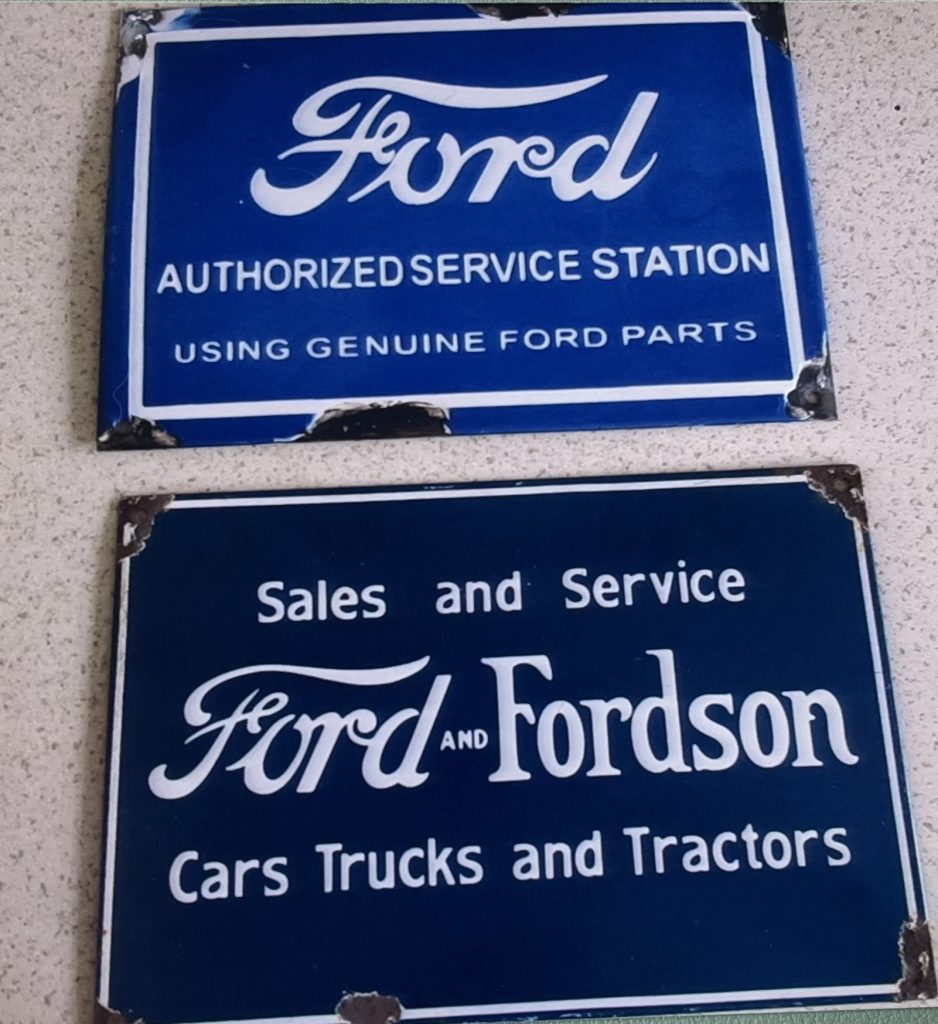 Ford
AUTHORIZED SERVICE STATION
USING GENUINE FORD PARTS
Sales and Service
Ford AND Fordson
Cars Trucks and Tractors